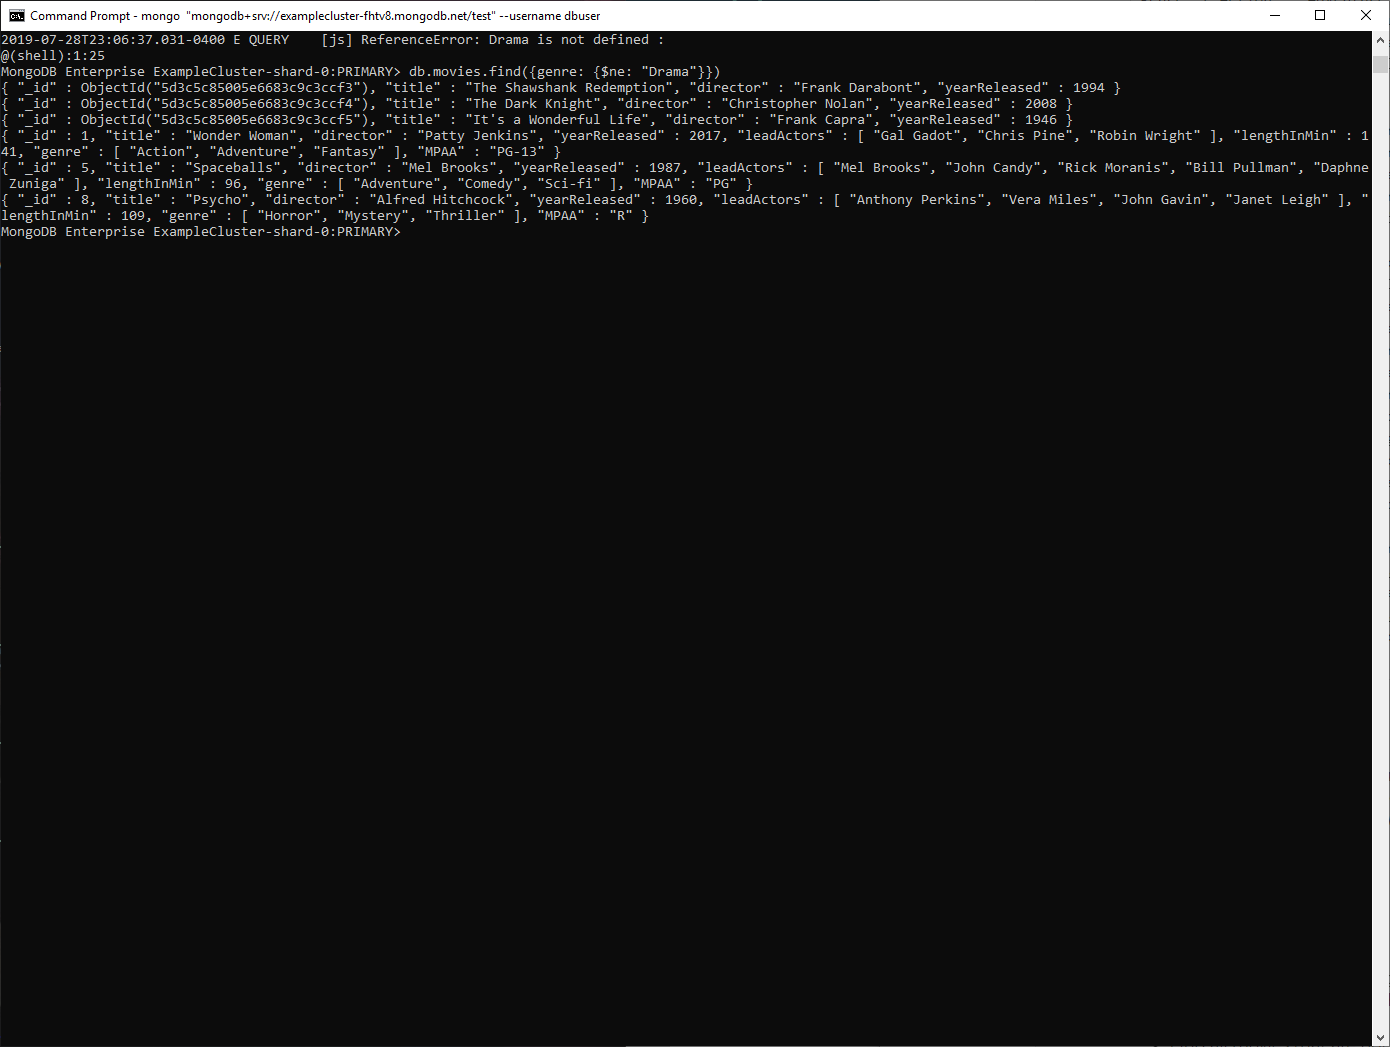 Command Prompt - mongo  "mongodb+srv://examplecluster-fhtv8.mongodb.net/test" --username dbuser
2019-07-28T23:06:37.031-0400 E QUERY    [js] ReferenceError: Drama is not defined :
@(shell):1:25
MongoDB Enterprise ExampleCluster-shard-0:PRIMARY> db.movies.find({genre: {$ne: "Drama"}})
{ "_id" : ObjectId("5d3c5c85005e6683c9c3ccf3"), "title" : "The Shawshank Redemption", "director" : "Frank Darabont", "yearReleased" : 1994 }
{ "_id" : ObjectId("5d3c5c85005e6683c9c3ccf4"), "title" : "The Dark Knight", "director" : "Christopher Nolan", "yearReleased" : 2008 }
{ "_id" : ObjectId("5d3c5c85005e6683c9c3ccf5"), "title" : "It's a Wonderful Life", "director" : "Frank Capra", "yearReleased" : 1946 }
{ "_id" : 1, "title" : "Wonder Woman", "director" : "Patty Jenkins", "yearReleased" : 2017, "leadActors" : [ "Gal Gadot", "Chris Pine", "Robin Wright" ], "lengthInMin" : 1
41, "genre" : [ "Action", "Adventure", "Fantasy" ], "MPAA" : "PG-13" }
{ "_id" : 5, "title" : "Spaceballs", "director" : "Mel Brooks", "yearReleased" : 1987, "leadActors" : [ "Mel Brooks", "John Candy", "Rick Moranis", "Bill Pullman", "Daphne
 Zuniga" ], "lengthInMin" : 96, "genre" : [ "Adventure", "Comedy", "Sci-fi" ], "MPAA" : "PG" }
{ "_id" : 8, "title" : "Psycho", "director" : "Alfred Hitchcock", "yearReleased" : 1960, "leadActors" : [ "Anthony Perkins", "Vera Miles", "John Gavin", "Janet Leigh" ], "
lengthInMin" : 109, "genre" : [ "Horror", "Mystery", "Thriller" ], "MPAA" : "R" }
MongoDB Enterprise ExampleCluster-shard-0:PRIMARY>